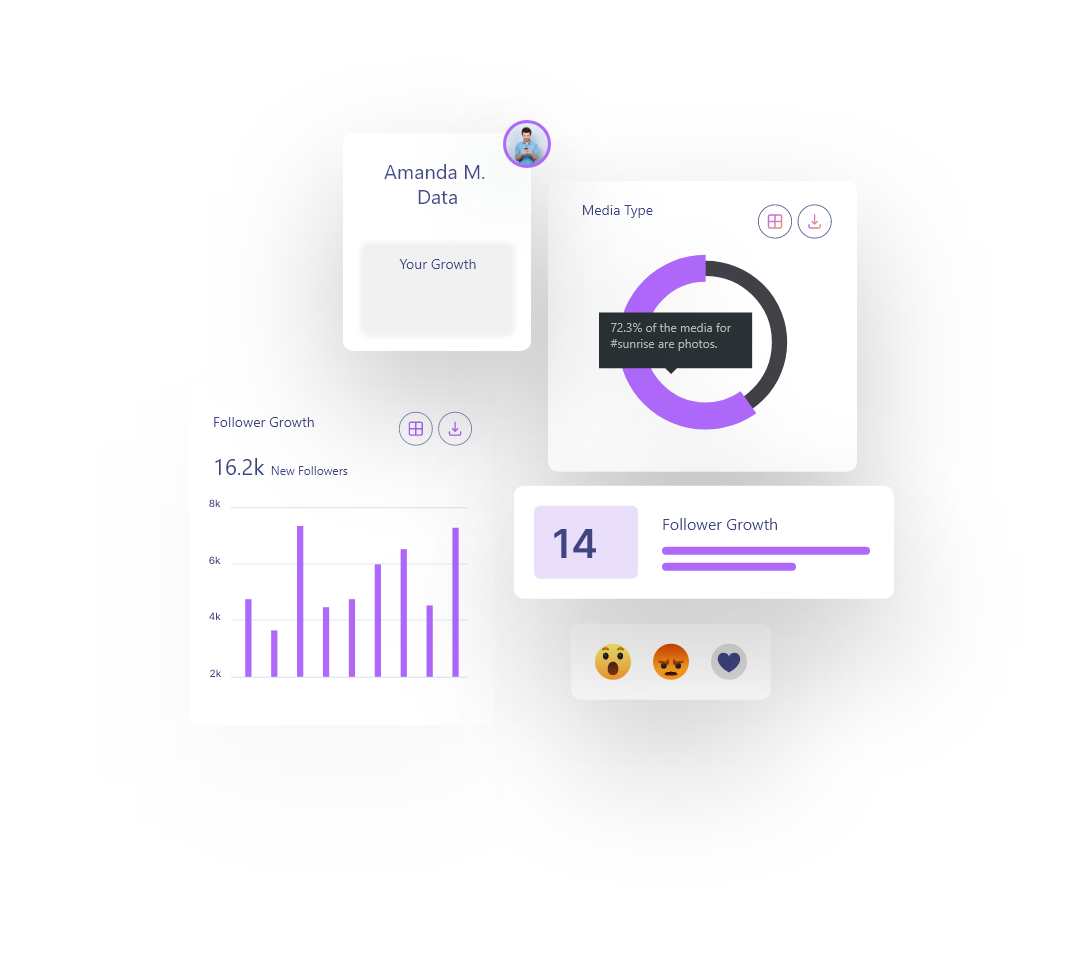 Amanda M.
Data
Your Growth
Media Type
72.3% of the media for
#sunrise are photos.
Follower Growth
16.2k New Followers
8k
6k
4k
2k
14
Follower Growth